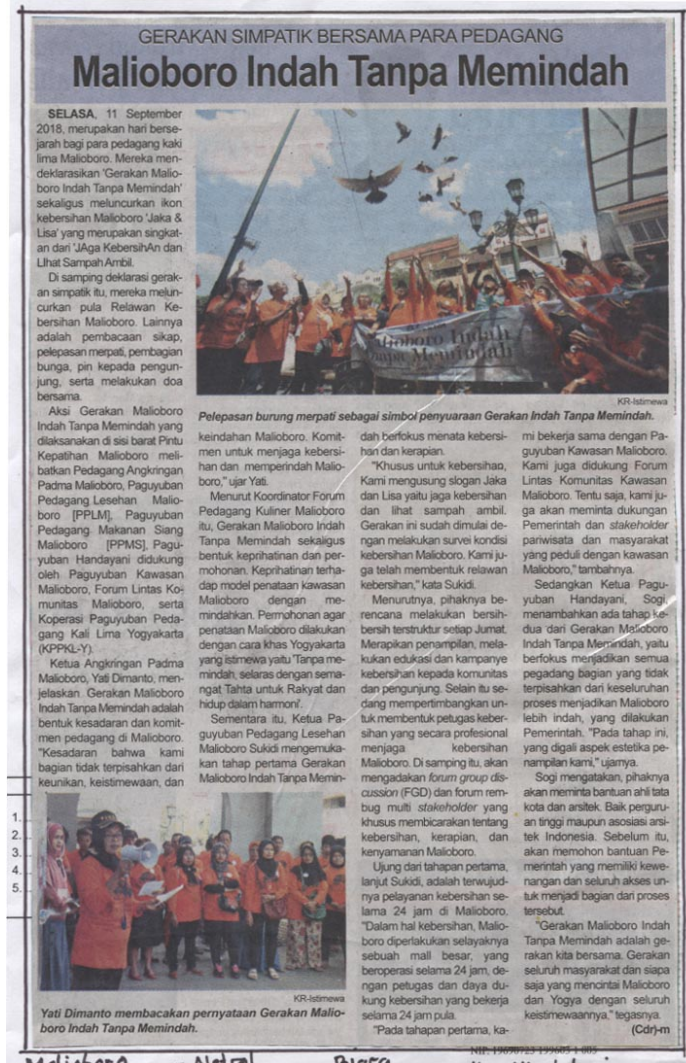 GERAKAN SIMPATIK BERSAMA PARA PEDAGANG
Malioboro Indah Tanpa Memindah
SELASA, 11 September
2018, merupakan hari berse-
jarah bagi para pedagang kaki
lima Malioboro. Mereka men-
deklarasikan 'Gerakan Malio-
boro Indah Tanpa Memindah'
sekaligus meluncurkan ikon
kebersihan Malioboro 'Jaka &
Lisa' yang merupakan singkat-
an dari 'JAga KebersihAn dan
LIhat Sampah Ambil.
Di samping deklarasi gerak-
an simpatik itu, mereka melun-
curkan pula Relawan Ke-
bersihan Malioboro. Lainnya
adalah pembacaan sikap,
pelepasan merpati, pembagian
bunga, pin kepada pengun-
jung, serta melakukan doa
bersama.
Aksi Gerakan Malioboro
Indah Tanpa Memindah yang
dilaksanakan di sisi barat Pintu
Kepatihan Malioboro meli-
batkan Pedagang Angkringan
Padma Malioboro, Paguyuban
Pedagang Lesehan Malio-
boro [PPLM], Paguyuban
Pedagang Makanan Siang
Malioboro [PPMS], Pagu-
yuban Handayani didukung
oleh Paguyuban Kawasan
Malioboro, Forum Lintas Ko-
munitas Malioboro, serta
Koperasi Paguyuban Peda-
gang Kali Lima Yogyakarta
(KPPKL-Y).
Ketua Angkringan Padma
Malioboro, Yati Dimanto, men-
jelaskan. Gerakan Malioboro
Indah Tanpa Memindah adalah
bentuk kesadaran dan komit-
men pedagang di Malioboro.
"Kesadaran bahwa kami
bagian tidak terpisahkan dari
keunikan, keistimewaan, dan
Malioboro Indah
Tanpa Memindah
KR-Istimewa
Pelepasan burung merpati sebagai simbol penyuaraan Gerakan Indah Tanpa Memindah.
keindahan Malioboro. Komit-
men untuk menjaga kebersi-
han dan memperindah Malio-
boro," ujar Yati.
Menurut Koordinator Forum
Pedagang Kuliner Malioboro
itu, Gerakan Malioboro Indah
Tanpa Memindah sekaligus
bentuk keprihatinan dan per-
mohonan. Keprihatinan terha-
dap model penataan kawasan
Malioboro dengan me-
mindahkan. Permohonan agar
penataan Malioboro dilakukan
dengan cara khas Yogyakarta
yang istimewa yaitu 'Tanpa me-
mindah, selaras dengan sema-
ngat Tahta untuk Rakyat dan
hidup dalam harmoni'.
Sementara itu, Ketua Pa-
guyuban Pedagang Lesehan
Malioboro Sukidi mengemuka-
kan tahap pertama Gerakan
Malioboro Indah Tanpa Memin-
dah berfokus menata kebersi-
han dan kerapian.
"Khusus untuk kebersihan,
Kami mengusung slogan Jaka
dan Lisa yaitu jaga kebersihan
dan lihat sampah ambil.
Gerakan ini sudah dimulai de-
ngan melakukan survei kondisi
kebersihan Malioboro. Kami ju-
ga telah membentuk relawan
kebersihan," kata Sukidi.
Menurutnya, pihaknya be-
rencana melakukan bersih-
bersih terstruktur setiap Jumat.
Merapikan penampilan, mela-
kukan edukasi dan kampanye
kebersihan kepada komunitas
dan pengunjung. Selain itu se-
dang mempertimbangkan un-
tuk membentuk petugas keber-
sihan yang secara profesional
menjaga kebersihan
Malioboro. Di samping itu, akan
mengadakan forum group dis-
cussion (FGD) dan forum rem-
bug multi stakeholder yang
khusus membicarakan tentang
kebersihan, kerapian, dan
kenyamanan Malioboro.
Ujung dari tahapan pertama,
lanjut Sukidi, adalah terwujud-
nya pelayanan kebersihan se-
lama 24 jam di Malioboro.
"Dalam hal kebersihan, Malio-
boro diperlakukan selayaknya
sebuah mall besar, yang
beroperasi selama 24 jam, de-
ngan petugas dan daya du-
kung kebersihan yang bekerja
selama 24 jam pula.
"Pada tahapan pertama, ka-
mi bekerja sama dengan Pa-
guyuban Kawasan Malioboro.
Kami juga didukung Forum
Lintas Komunitas Kawasan
Malioboro. Tentu saja, kami ju-
ga akan meminta dukungan
Pemerintah dan stakeholder
pariwisata dan masyarakat
yang peduli dengan kawasan
Malioboro," tambahnya.
Sedangkan Ketua Pagu-
yuban Handayani, Sogi,
menambahkan ada tahap ke-
dua dari Gerakan Malioboro
Indah Tanpa Memindah, yaitu
berfokus menjadikan semua
pegadang bagian yang tidak
terpisahkan dari keseluruhan
proses menjadikan Malioboro
lebih indah, yang dilakukan
Pemerintah. "Pada tahap ini,
yang digali aspek estetika pe-
nampilan kami," ujarnya.
Sogi mengatakan, pihaknya
akan meminta bantuan ahli tata
kota dan arsitek. Baik perguru-
an tinggi maupun asosiasi arsi-
tek Indonesia. Sebelum itu,
akan memohon bantuan Pe-
merintah yang memiliki kewe-
nangan dan seluruh akses un-
tuk menjadi bagian dari proses
tersebut.
"Gerakan Malioboro Indah
Tanpa Memindah adalah ge-
rakan kita bersama. Gerakan
seluruh masyarakat dan siapa
saja yang mencintai Malioboro
dan Yogya dengan seluruh
keistimewaannya," tegasnya.
(Cdr)-m
1.
2.
3.
4.
5.
KR-Istimewa
Yati Dimanto membacakan pernyataan Gerakan Malio-
boro Indah Tanpa Memindah.